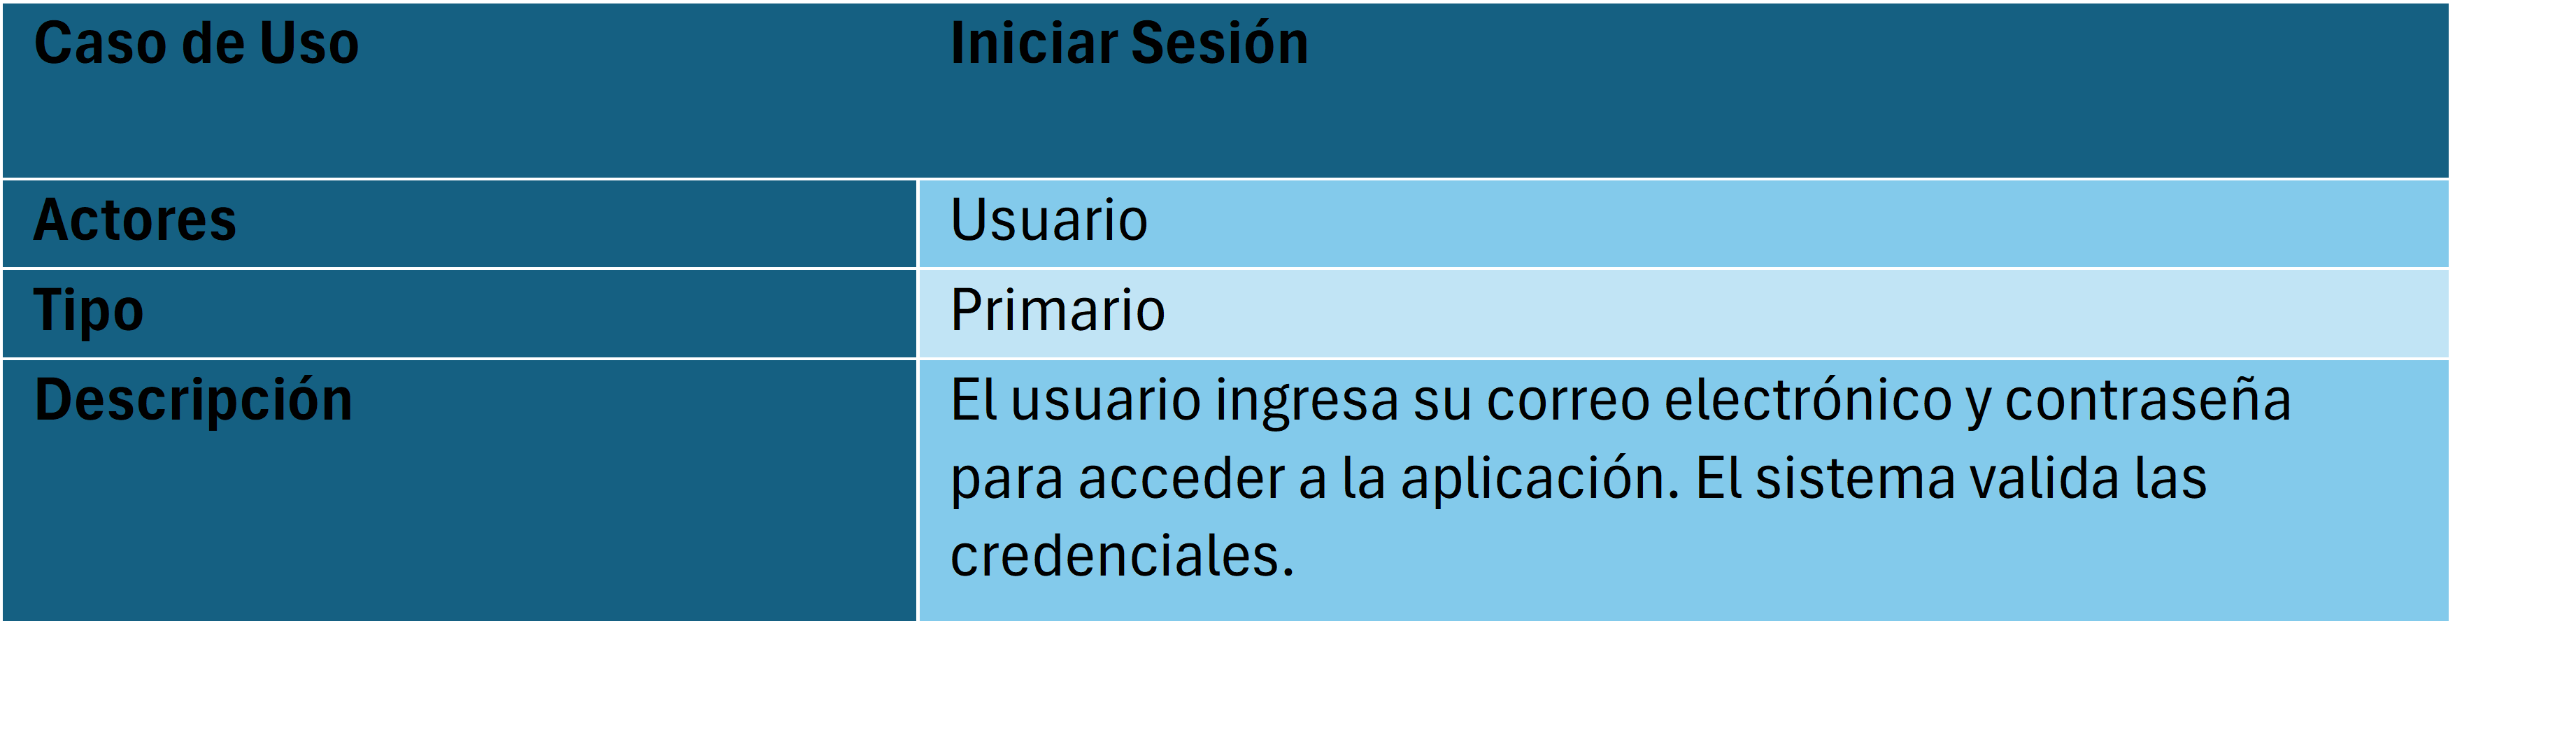 Caso de Uso Iniciar Sesión
Actores Usuario
Tipo Primario
Descripción El usuario ingresa su correo electrónico y contraseña
para acceder a la aplicación. El sistema valida las
credenciales.